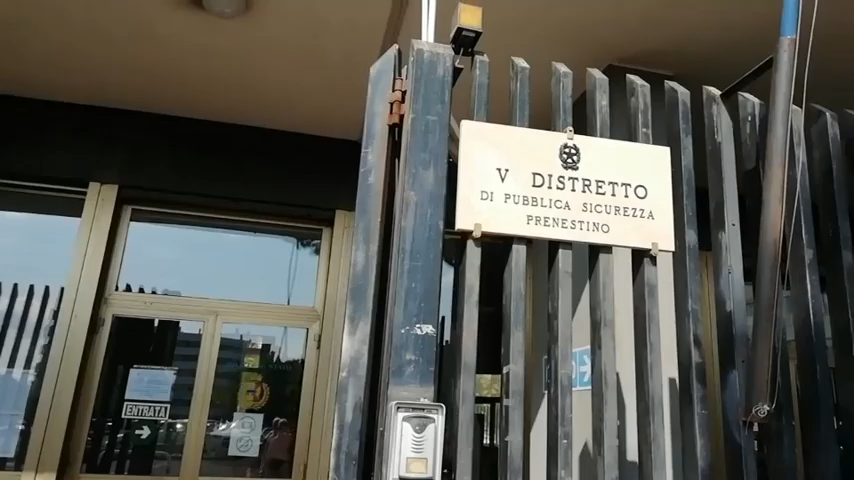 V DISTRETTO
DI PUBBLICA SICUREZZA
PRENESTINO
ENTRATA